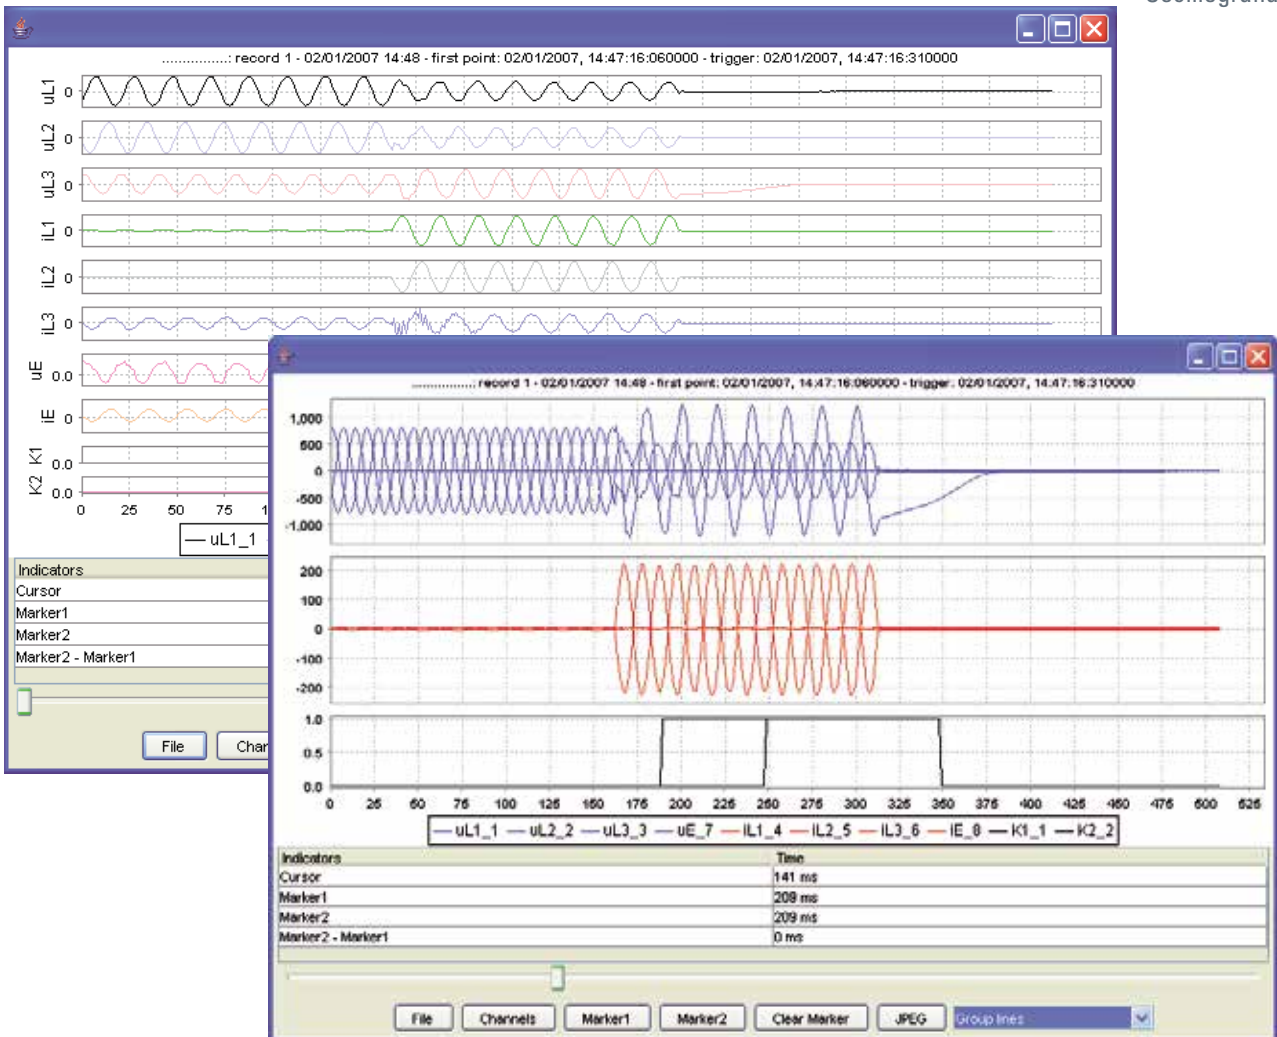 ................: record 1 - 02/01/2007 14:48 - first point: 02/01/2007, 14:47:16:060000 - trigger: 02/01/2007, 14:47:16:310000
uL1 0
uL2 0
uL3 0
iL1 0
iL2 0
iL3 0
uE 0.0
iE 0
K1 0.0
K2 0.0
0 25 50 75 1
uL1_1
Indicators
Cursor
Marker1
Marker2
Marker2 - Marker1
File Char
................: record 1 - 02/01/2007 14:48 - first point: 02/01/2007, 14:47:16:060000 - trigger: 02/01/2007, 14:47:16:310000
1,000
500
0
-500
-1,000
200
100
0
-100
-200
1.0
0.5
0.0
0 25 50 75 100 125 150 175 200 225 250 275 300 325 350 375 400 425 450 475 500 525
uL1_1 uL2_2 uL3_3 uE_7 iL1_4 iL2_5 iL3_6 iE_8 K1_1 K2_2
Indicators Time
Cursor 141 ms
Marker1 209 ms
Marker2 209 ms
Marker2 - Marker1 0 ms
File Channels Marker1 Marker2 Clear Marker JPEG Group lines